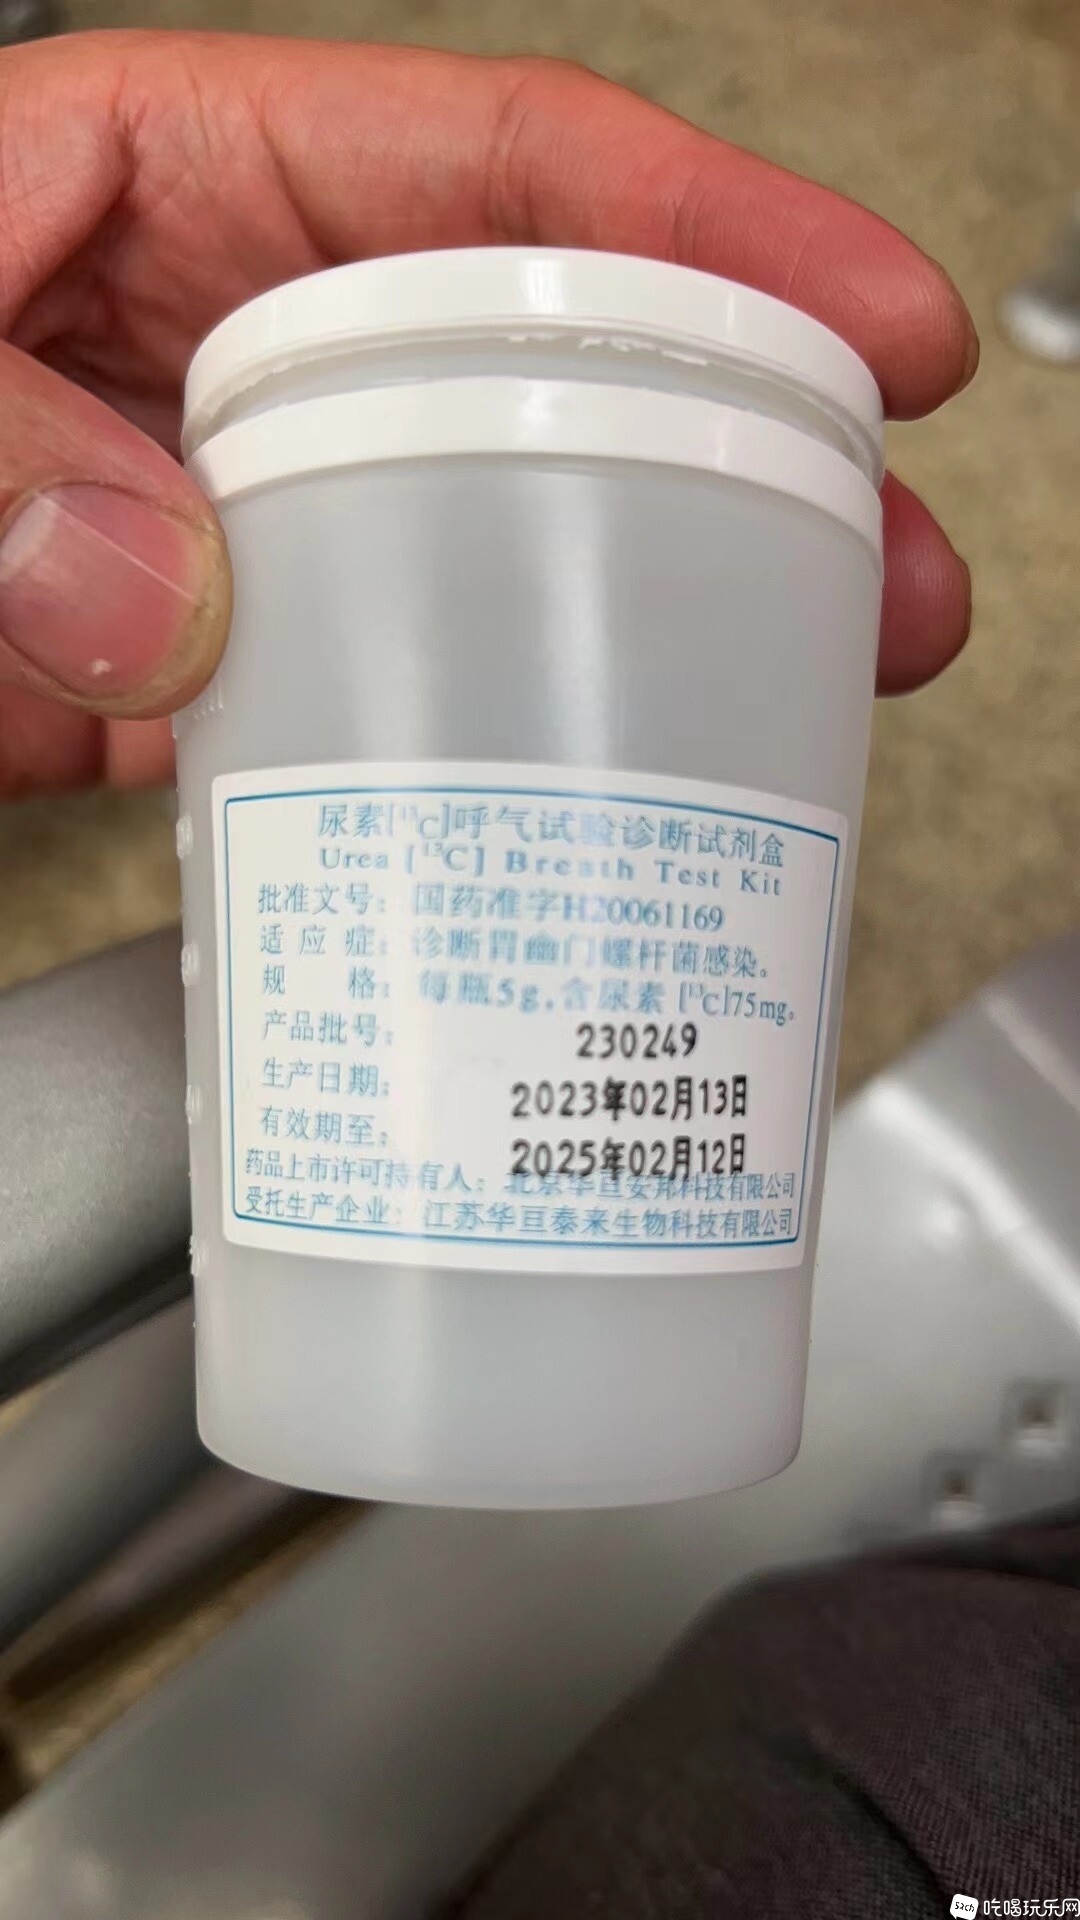 尿素[¹³C]呼气试验诊断试剂盒
Urea [¹³C] Breath Test Kit
批准文号：国药准字H20061169
适应症：诊断胃幽门螺杆菌感染。
规格：每瓶5g,含尿素[¹³C]75mg。
产品批号：230249
生产日期：2023年02月13日
有效期至：2025年02月12日
药品上市许可持有人：北京华亘安邦科技有限公司
受托生产企业：江苏华亘泰来生物科技有限公司
52ch 吃喝玩乐网